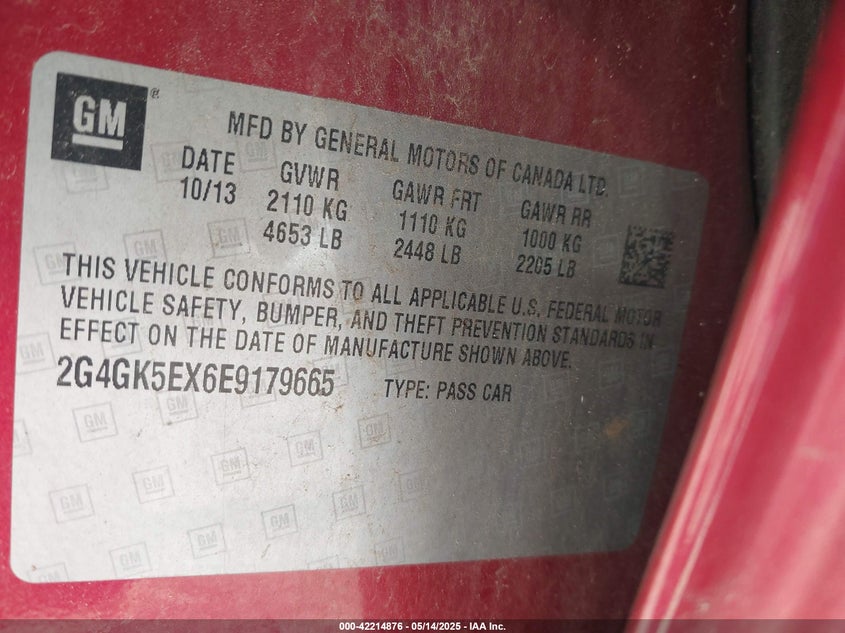 GM ®
MFD BY GENERAL MOTORS OF CANADA LTD.
DATE GVWR GAWR FRT GAWR RR
10/13 2110 KG 1110 KG 1000 KG
4653 LB 2448 LB 2205 LB
THIS VEHICLE CONFORMS TO ALL APPLICABLE U.S. FEDERAL MOTOR
VEHICLE SAFETY, BUMPER, AND THEFT PREVENTION STANDARDS IN
EFFECT ON THE DATE OF MANUFACTURE SHOWN ABOVE.
2G4GK5EX6E9179665 TYPE: PASS CAR
000-42214876 - 05/14/2025 - IAA Inc.